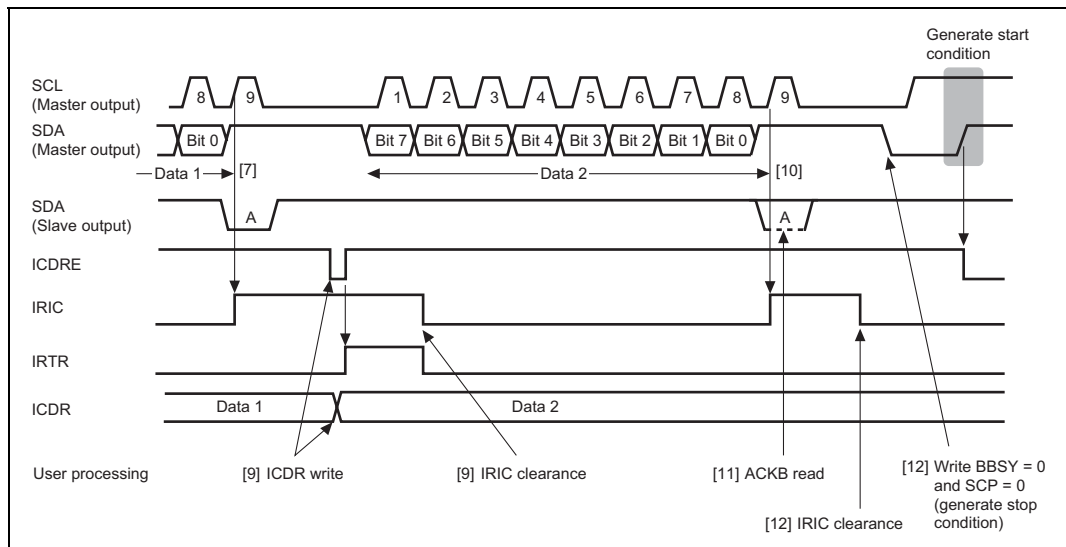 Generate start
condition
SCL
(Master output)
8 9 1 2 3 4 5 6 7 8 9
SDA
(Master output)
Bit 0 Bit 7 Bit 6 Bit 5 Bit 4 Bit 3 Bit 2 Bit 1 Bit 0
Data 1 [7] Data 2 [10]
SDA
(Slave output)
A A
ICDRE
IRIC
IRTR
ICDR
Data 1 Data 2
User processing
[9] ICDR write
[9] IRIC clearance
[11] ACKB read
[12] IRIC clearance
[12] Write BBSY = 0
and SCP = 0
(generate stop
condition)